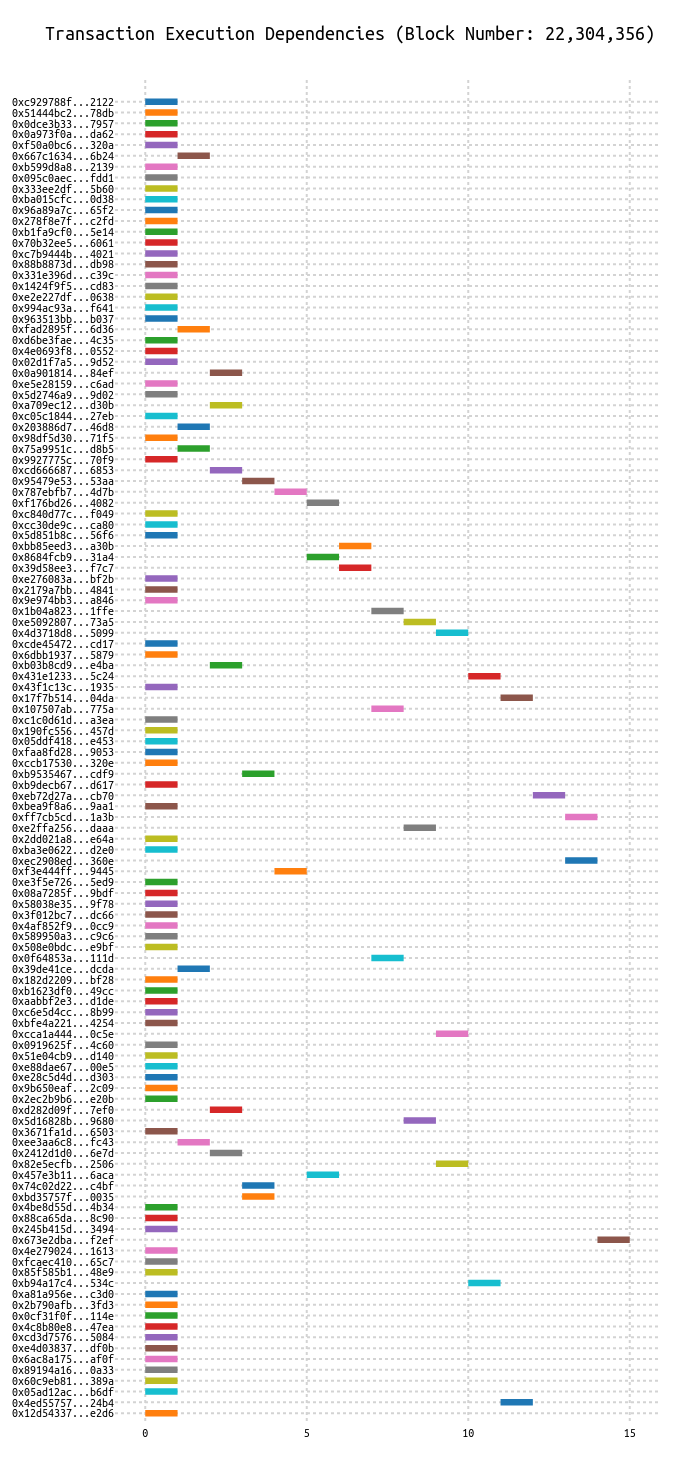 Transaction Execution Dependencies (Block Number: 22,304,356)
0xc929788f...2122
0x51444bc2...78db
0x0dce3b33...7957
0x0a973f0a...da62
0xf50a0bc6...320a
0x667c1634...6b24
0xb599d8a8...2139
0x095c0aec...fdd1
0x333ee2df...5b60
0xba015cfc...0d38
0x96a89a7c...65f2
0x278f8e7f...c2fd
0xb1fa9cf0...5e14
0x70b32ee5...6061
0xc7b9444b...4021
0x88b8873d...db98
0x331e396d...c39c
0x1424f9f5...cd83
0xe2e227df...0638
0x994ac93a...f641
0x963513bb...b037
0xfad2895f...6d36
0xd6be3fae...4c35
0x4e0693f8...0552
0x02d1f7a5...9d52
0x0a901814...84ef
0xe5e28159...c6ad
0x5d2746a9...9d02
0xa709ec12...d30b
0xc05c1844...27eb
0x203886d7...46d8
0x98df5d30...71f5
0x75a9951c...d8b5
0x9927775c...70f9
0xcd666687...6853
0x95479e53...53aa
0x787ebfb7...4d7b
0xf176bd26...4082
0xc840d77c...f049
0xcc30de9c...ca80
0x5d851b8c...56f6
0xbb85eed3...a30b
0x8684fcb9...31a4
0x39d58ee3...f7c7
0xe276083a...bf2b
0x2179a7bb...4841
0x9e974bb3...a846
0x1b04a823...1ffe
0xe5092807...73a5
0x4d3718d8...5099
0xcde45472...cd17
0x6dbb1937...5879
0xb03b8cd9...e4ba
0x431e1233...5c24
0x43f1c13c...1935
0x17f7b514...04da
0x107507ab...775a
0xc1c0d61d...a3ea
0x190fc556...457d
0x05ddf418...e453
0xfaa8fd28...9053
0xccb17530...320e
0xb9535467...cdf9
0xb9decb67...d617
0xeb72d27a...cb70
0xbea9f8a6...9aa1
0xff7cb5cd...1a3b
0xe2ffa256...daaa
0x2dd021a8...e64a
0xba3e0622...d2e0
0xec2908ed...360e
0xf3e444ff...9445
0xe3f5e726...5ed9
0x08a7285f...9bdf
0x58038e35...9f78
0x3f012bc7...dc66
0x4af852f9...0cc9
0x589950a3...c9c6
0x508e0bdc...e9bf
0x0f64853a...111d
0x39de41ce...dcda
0x182d2209...bf28
0xb1623df0...49cc
0xaabbf2e3...d1de
0xc6e5d4cc...8b99
0xbfe4a221...4254
0xcca1a444...0c5e
0x0919625f...4c60
0x51e04cb9...d140
0xe88dae67...00e5
0xe28c5d4d...d303
0x9b650eaf...2c09
0x2ec2b9b6...e20b
0xd282d09f...7ef0
0x5d16828b...9680
0x3671fa1d...6503
0xee3aa6c8...fc43
0x2412d1d0...6e7d
0x82e5ecfb...2506
0x457e3b11...6aca
0x74c02d22...c4bf
0xbd35757f...0035
0x4be8d55d...4b34
0x88ca65da...8c90
0x245b415d...3494
0x673e2dba...f2ef
0x4e279024...1613
0xfcaec410...65c7
0x85f585b1...48e9
0xb94a17c4...534c
0xa81a956e...c3d0
0x2b790afb...3fd3
0x0cf31f0f...114e
0x4c8b80e8...47ea
0xcd3d7576...5084
0xe4d03837...df0b
0x6ac8a175...af0f
0x89194a16...0a33
0x60c9eb81...389a
0x05ad12ac...b6df
0x4ed55757...24b4
0x12d54337...e2d6
0 5 10 15